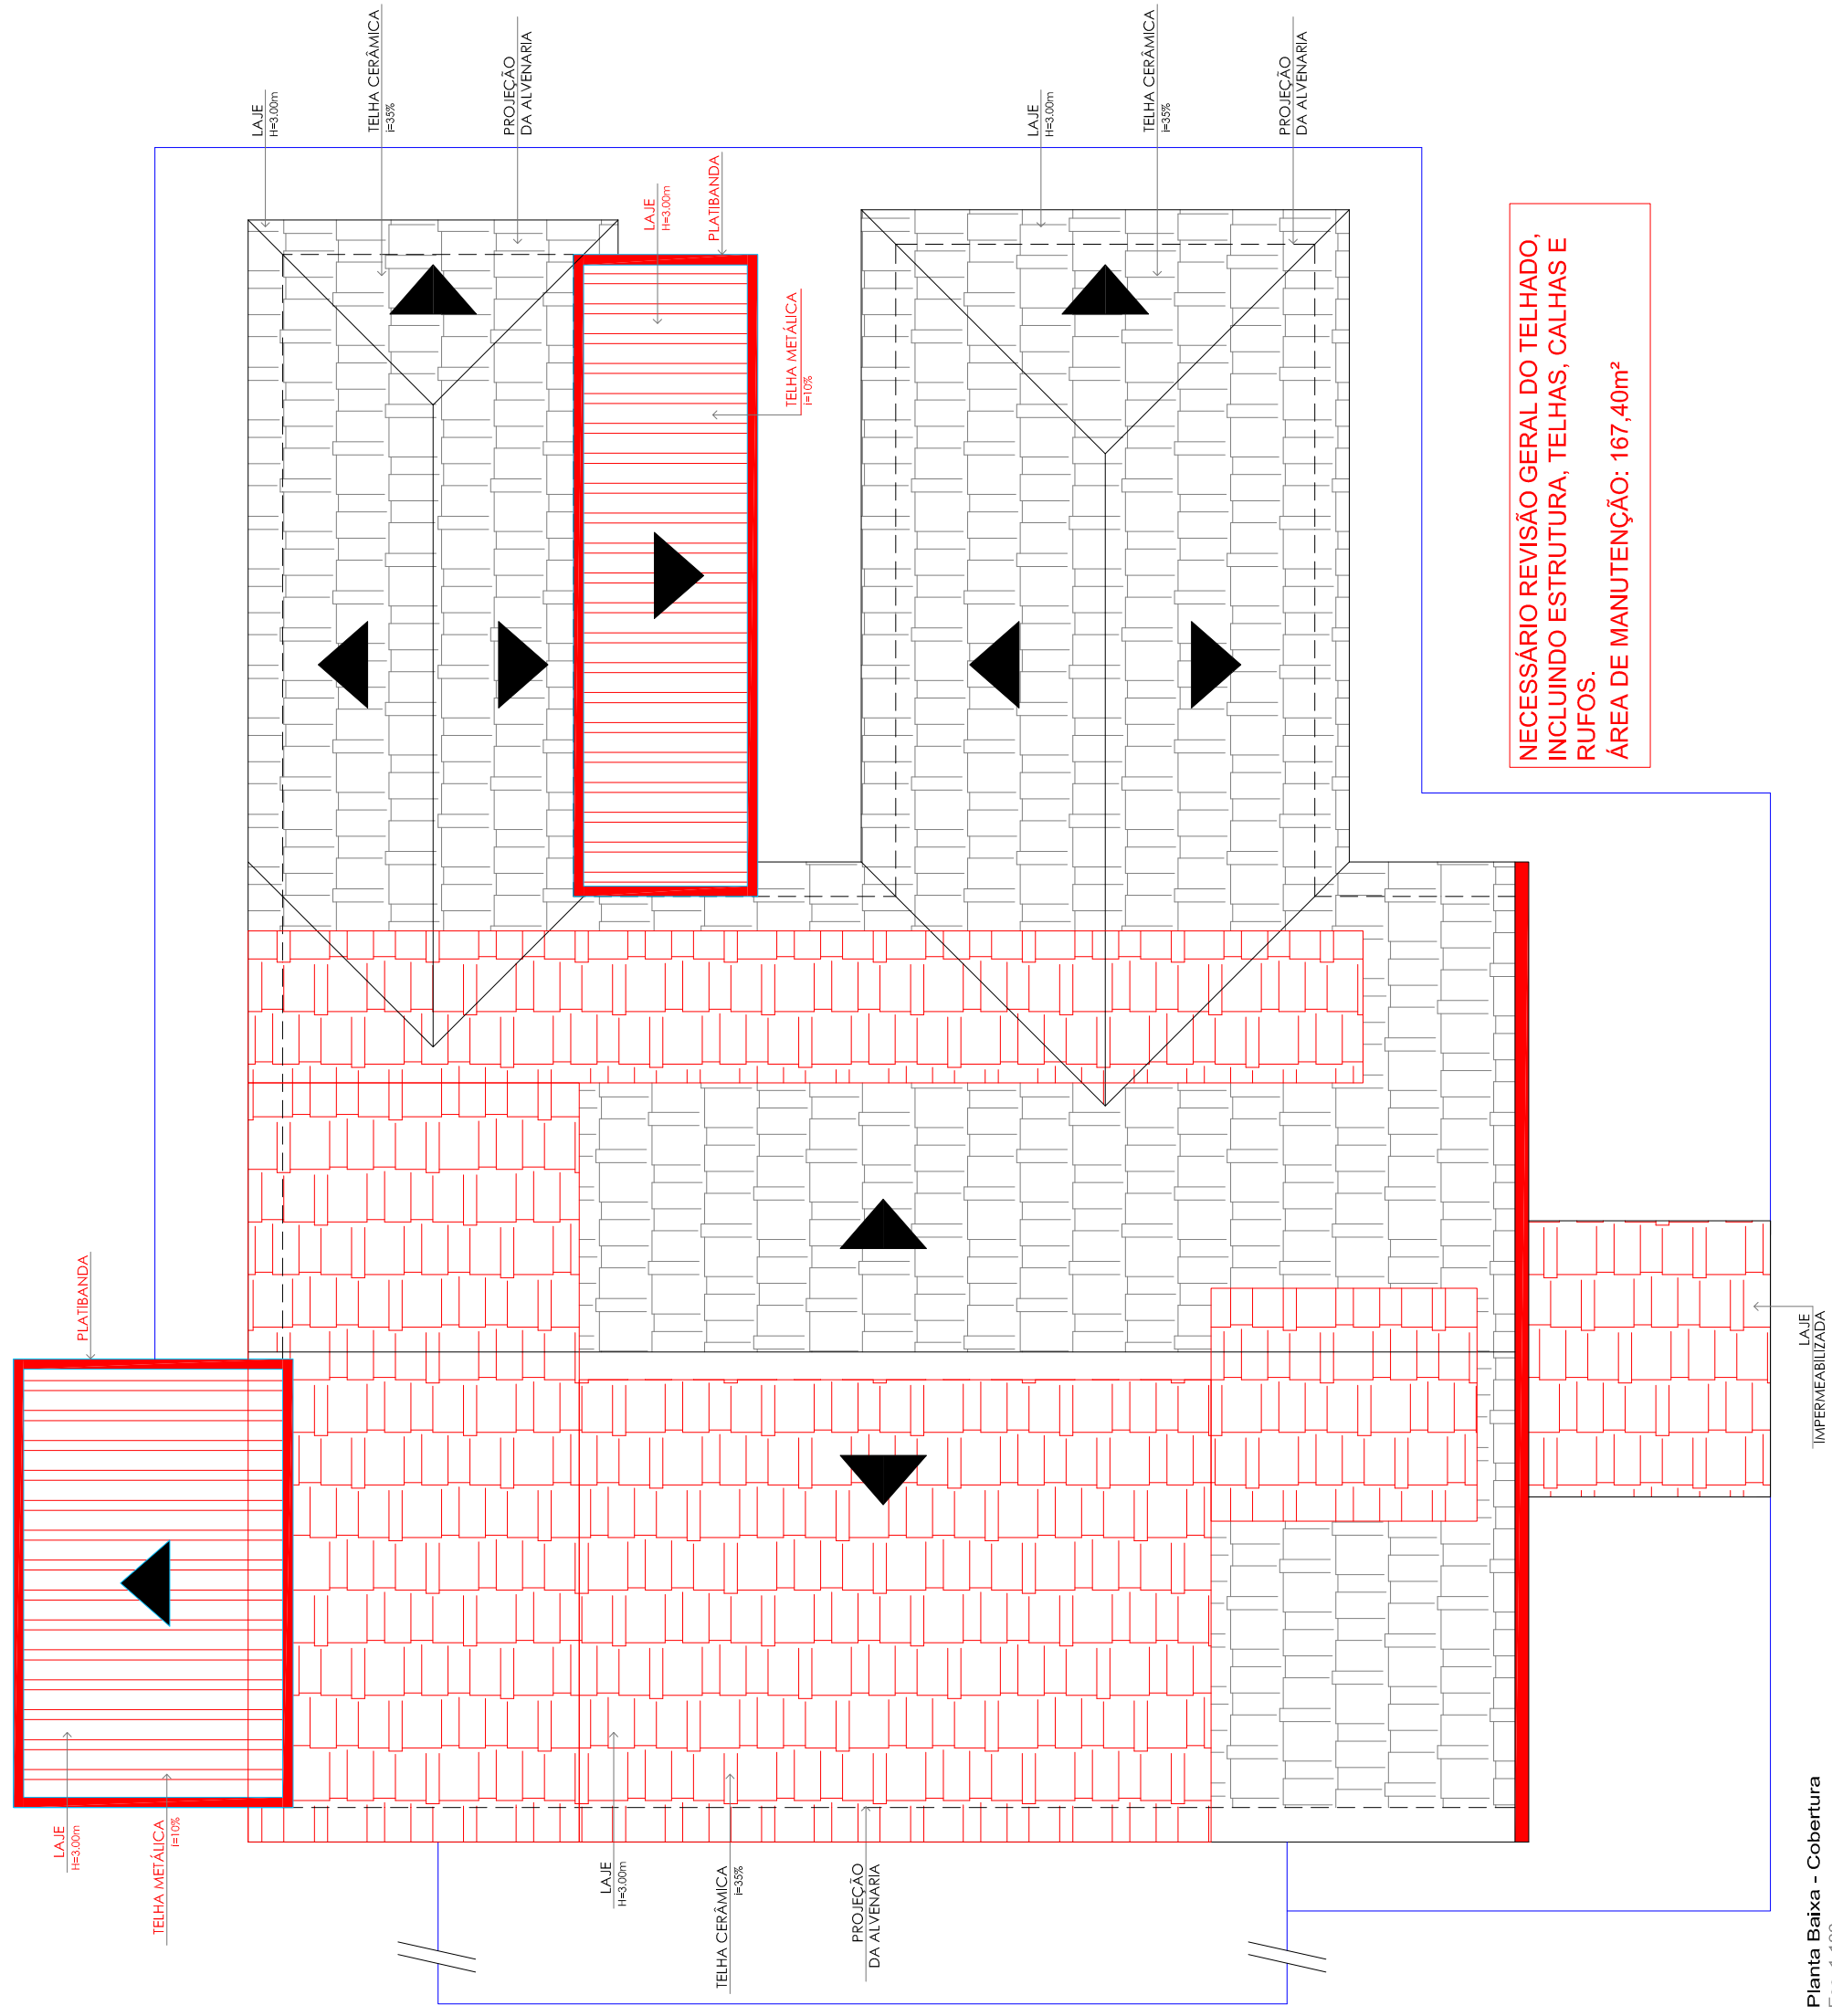 LAJE
H=3.00m
TELHA CERÂMICA
i=35%
PROJEÇÃO
DA ALVENARIA
LAJE
H=3.00m
PLATIBANDA
TELHA METÁLICA
i=10%
LAJE
H=3.00m
TELHA CERÂMICA
i=35%
PROJEÇÃO
DA ALVENARIA
NECESSÁRIO REVISÃO GERAL DO TELHADO,
INCLUINDO ESTRUTURA, TELHAS, CALHAS E
RUFOS.
ÁREA DE MANUTENÇÃO: 167,40m²
PLATIBANDA
LAJE
H=3.00m
TELHA METÁLICA
i=10%
LAJE
H=3.00m
TELHA CERÂMICA
i=35%
PROJEÇÃO
DA ALVENARIA
LAJE
IMPERMEABILIZADA
Planta Baixa - Cobertura